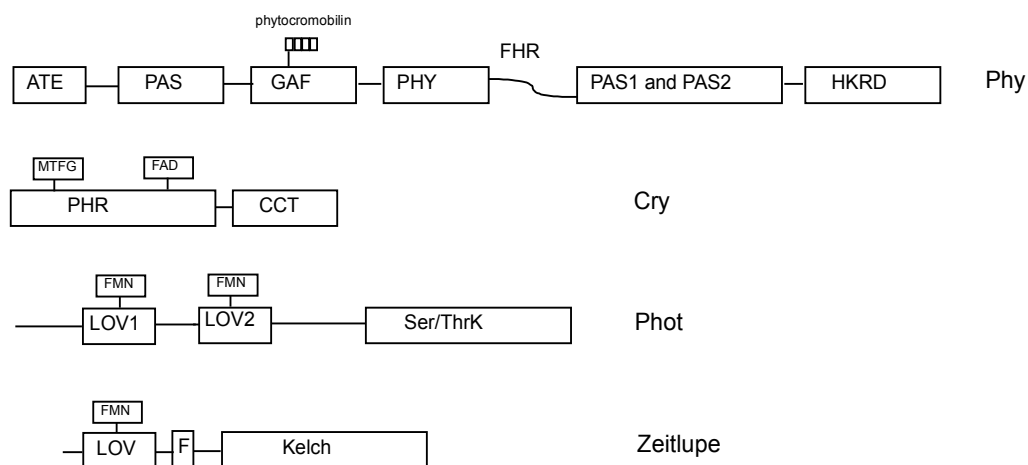 phytocromobilin
FHR
ATE PAS GAF PHY PAS1 and PAS2 HKRD Phy
MTFG FAD
PHR CCT Cry
FMN FMN
LOV1 LOV2 Ser/ThrK Phot
FMN
LOV F Kelch Zeitlupe